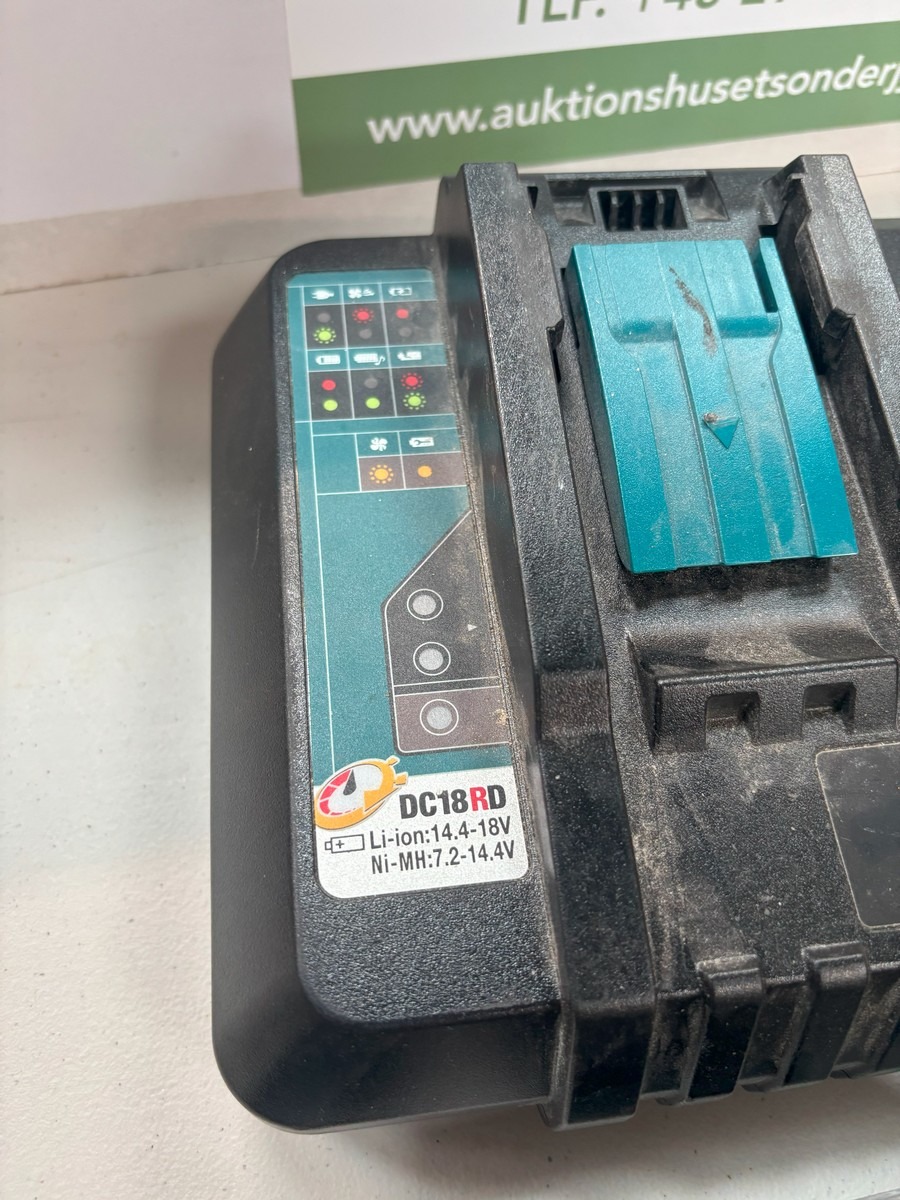 www.auktionshusetsonderj
DC18RD
Li-ion:14.4-18V
Ni-MH:7.2-14.4V